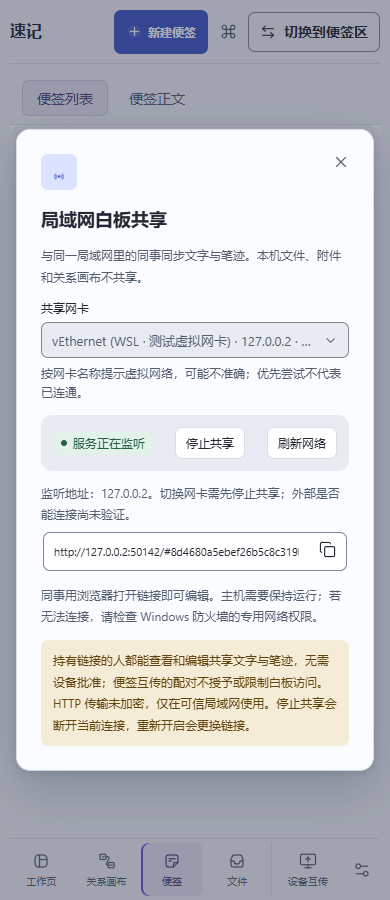 速记
新建便签
切换到便签区
便签列表
便签正文
局域网白板共享
与同一局域网里的同事同步文字与笔迹。本机文件、附件
和关系画布不共享。
共享网卡
vEthernet (WSL · 测试虚拟网卡) · 127.0.0.2 · ...
按网卡名称提示虚拟网络，可能不准确；优先尝试不代表
已连通。
服务正在监听
停止共享
刷新网络
监听地址：127.0.0.2。切换网卡需先停止共享；外部是否
能连接尚未验证。
http://127.0.0.2:50142/#8d4680a5ebef26b5c8c319
同事用浏览器打开链接即可编辑。主机需要保持运行；若
无法连接，请检查 Windows 防火墙的专用网络权限。
持有链接的人都能查看和编辑共享文字与笔迹，无需
设备批准；便签互传的配对不授予或限制白板访问。
HTTP 传输未加密，仅在可信局域网使用。停止共享会
断开当前连接，重新开启会更换链接。
工作页
关系画布
便签
文件
设备互传